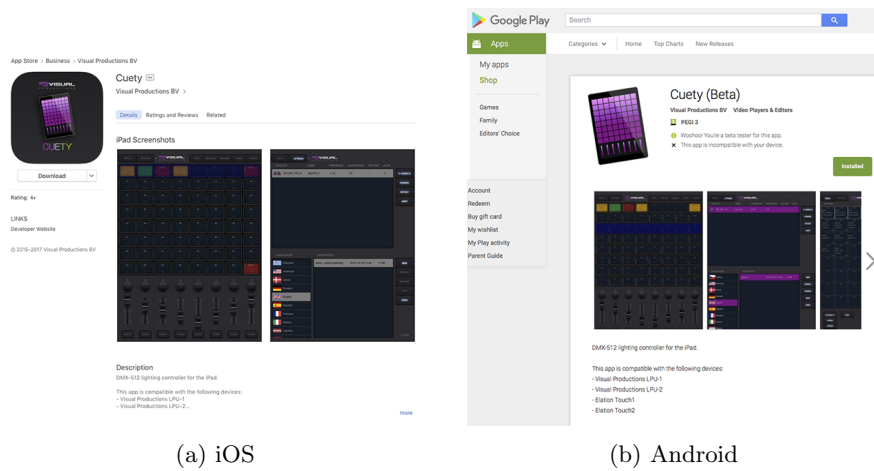 App Store › Business › Visual Productions BV
VISUAL
PRODUCTIONS
CUETY
Download
Rating: 4+
LINKS
Developer Website
© 2015-2017 Visual Productions BV
Cuety 4+
Visual Productions BV >
Details Ratings and Reviews Related
iPad Screenshots
VISUAL
English
Description
DMX-512 lighting controller for the iPad.
This app is compatible with the following devices:
- Visual Productions LPU-1
- Visual Productions LPU-2...
more
(a) iOS
Google Play
Search
Apps
Categories
Home
Top Charts
New Releases
My apps
Shop
Games
Family
Editors' Choice
Account
Redeem
Buy gift card
My wishlist
My Play activity
Parent Guide
Cuety (Beta)
Visual Productions BV Video Players & Editors
PEGI 3
Woohoo! You're a beta tester for this app.
This app is incompatible with your device.
Installed
VISUAL
DMX-512 lighting controller for the iPad.
This app is compatible with the following devices:
- Visual Productions LPU-1
- Visual Productions LPU-2
- Elation Touch1
- Elation Touch2
(b) Android